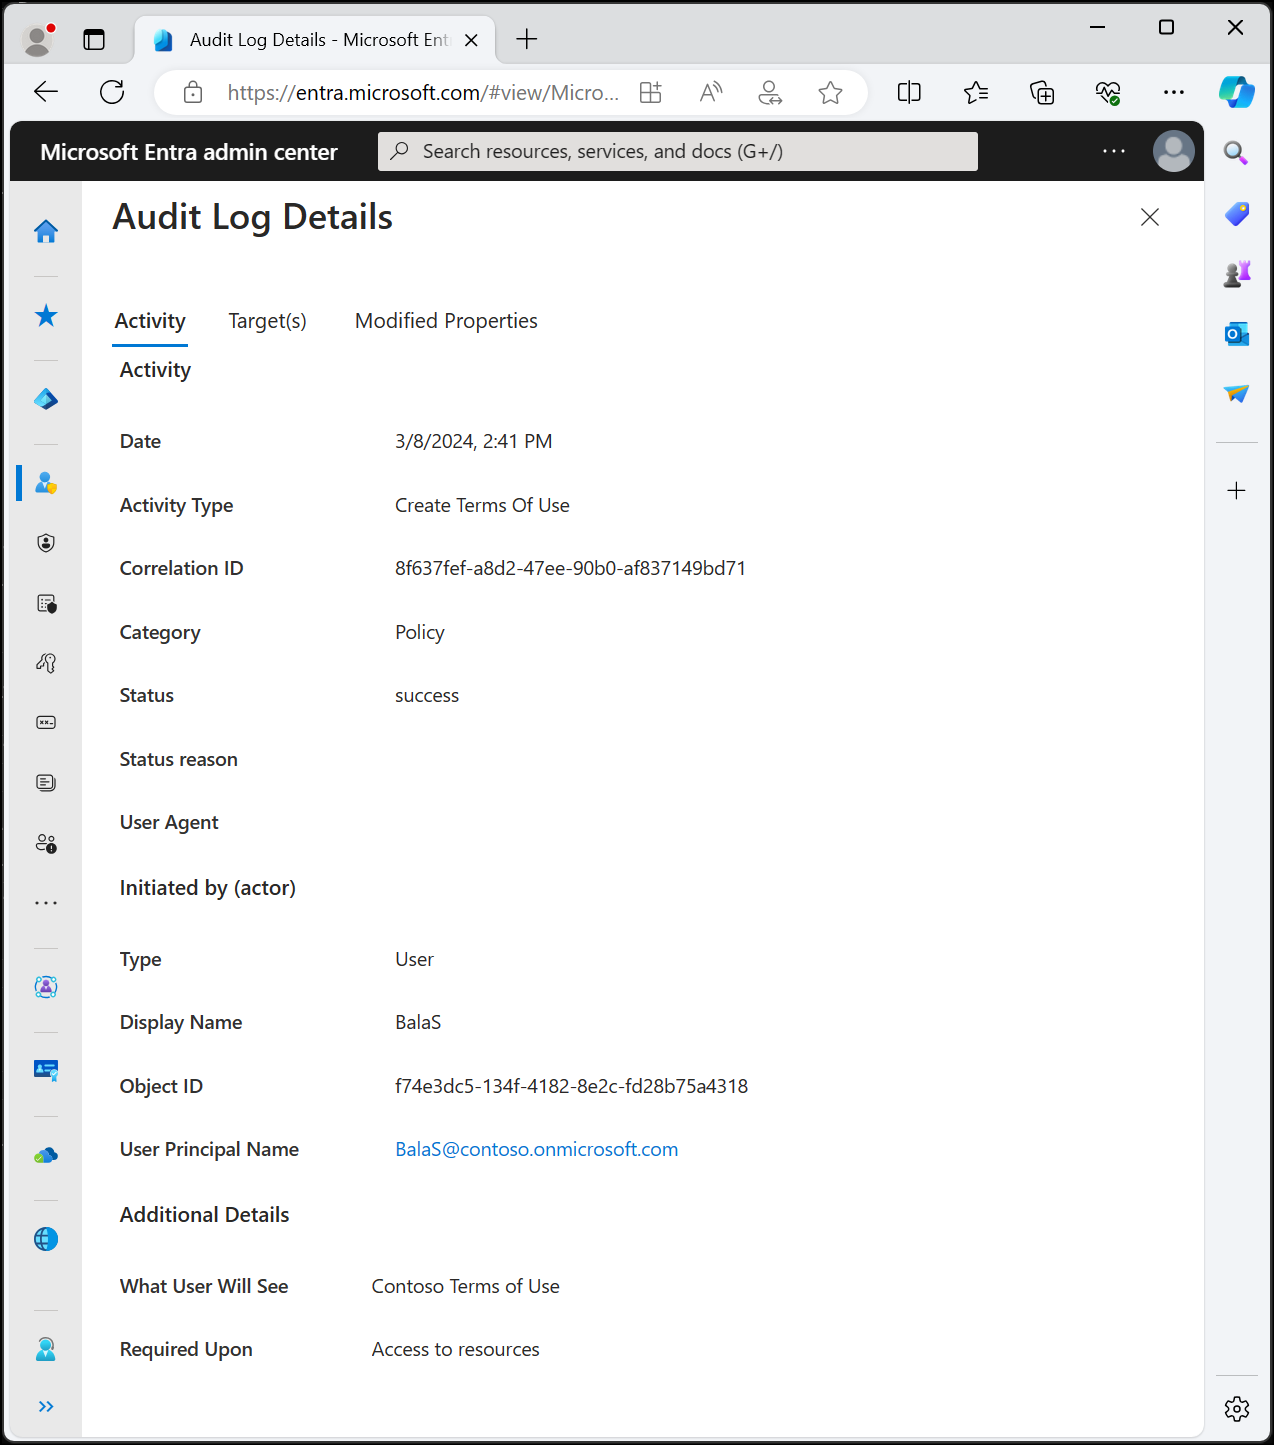 Audit Log Details - Microsoft Ent
https://entra.microsoft.com/#view/Micro...
Microsoft Entra admin center
Search resources, services, and docs (G+/)
Audit Log Details
Activity Target(s) Modified Properties
Activity
Date 3/8/2024, 2:41 PM
Activity Type Create Terms Of Use
Correlation ID 8f637fef-a8d2-47ee-90b0-af837149bd71
Category Policy
Status success
Status reason
User Agent
Initiated by (actor)
Type User
Display Name BalaS
Object ID f74e3dc5-134f-4182-8e2c-fd28b75a4318
User Principal Name BalaS@contoso.onmicrosoft.com
Additional Details
What User Will See Contoso Terms of Use
Required Upon Access to resources